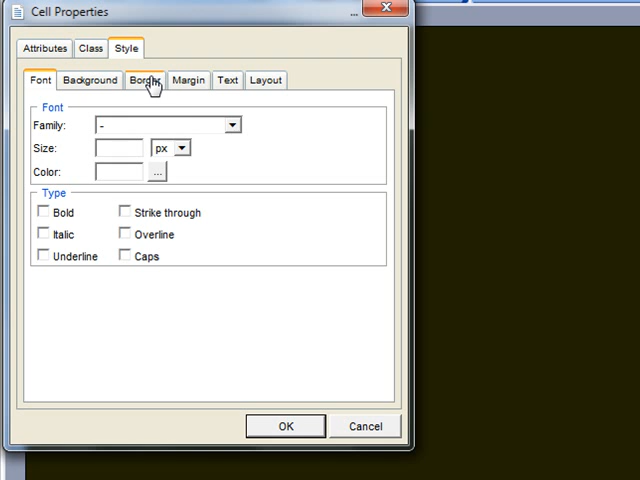 Cell Properties
...
Attributes Class Style
Font Background Border Margin Text Layout
Font
Family: -
Size: px
Color: ...
Type
Bold Strike through
Italic Overline
Underline Caps
OK Cancel